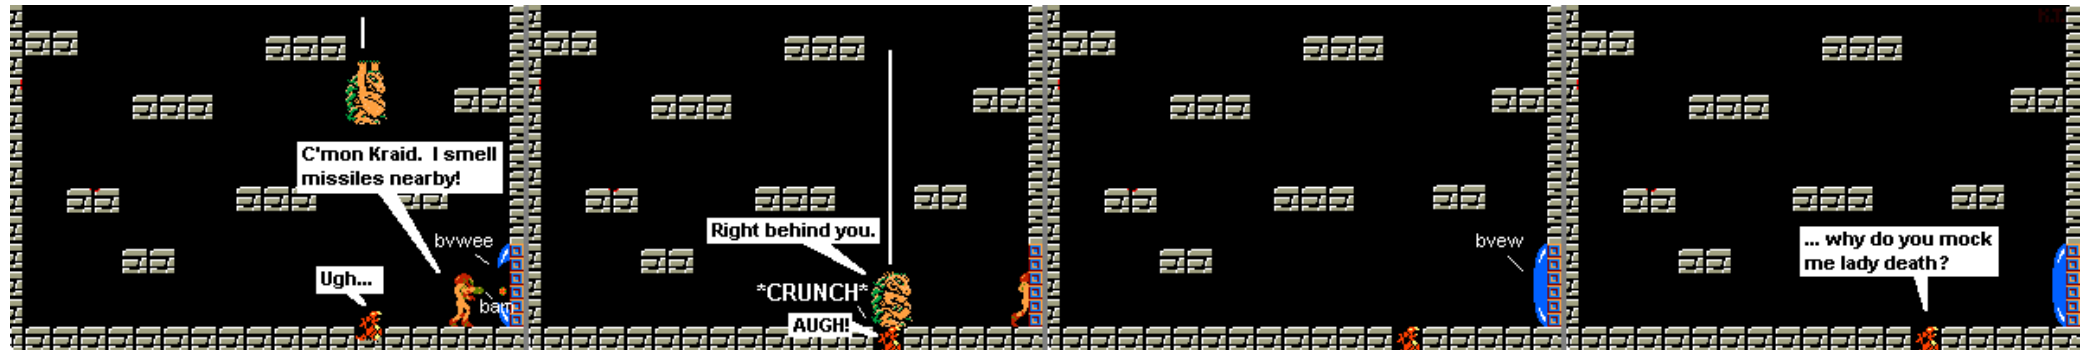 C'mon Kraid. I smell
missiles nearby!
bvwee
Ugh...
bam
Right behind you.
*CRUNCH*
AUGH!
bvew
... why do you mock
me lady death?